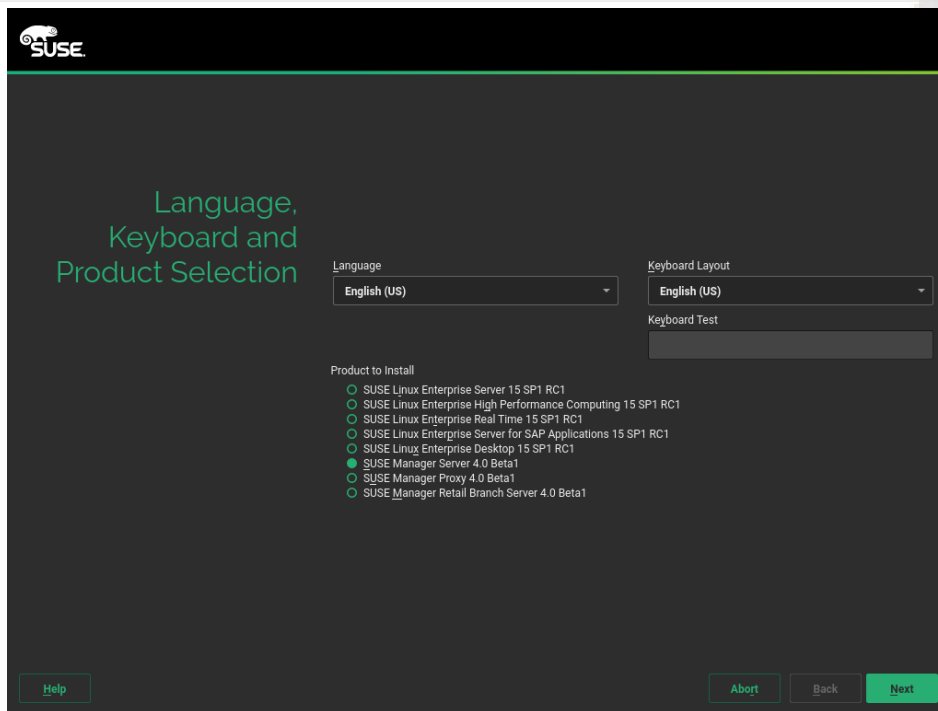 SUSE.
Language,
Keyboard and
Product Selection
Language
English (US)
Keyboard Layout
English (US)
Keyboard Test
Product to Install
SUSE Linux Enterprise Server 15 SP1 RC1
SUSE Linux Enterprise High Performance Computing 15 SP1 RC1
SUSE Linux Enterprise Real Time 15 SP1 RC1
SUSE Linux Enterprise Server for SAP Applications 15 SP1 RC1
SUSE Linux Enterprise Desktop 15 SP1 RC1
SUSE Manager Server 4.0 Beta1
SUSE Manager Proxy 4.0 Beta1
SUSE Manager Retail Branch Server 4.0 Beta1
Help
Abort
Back
Next